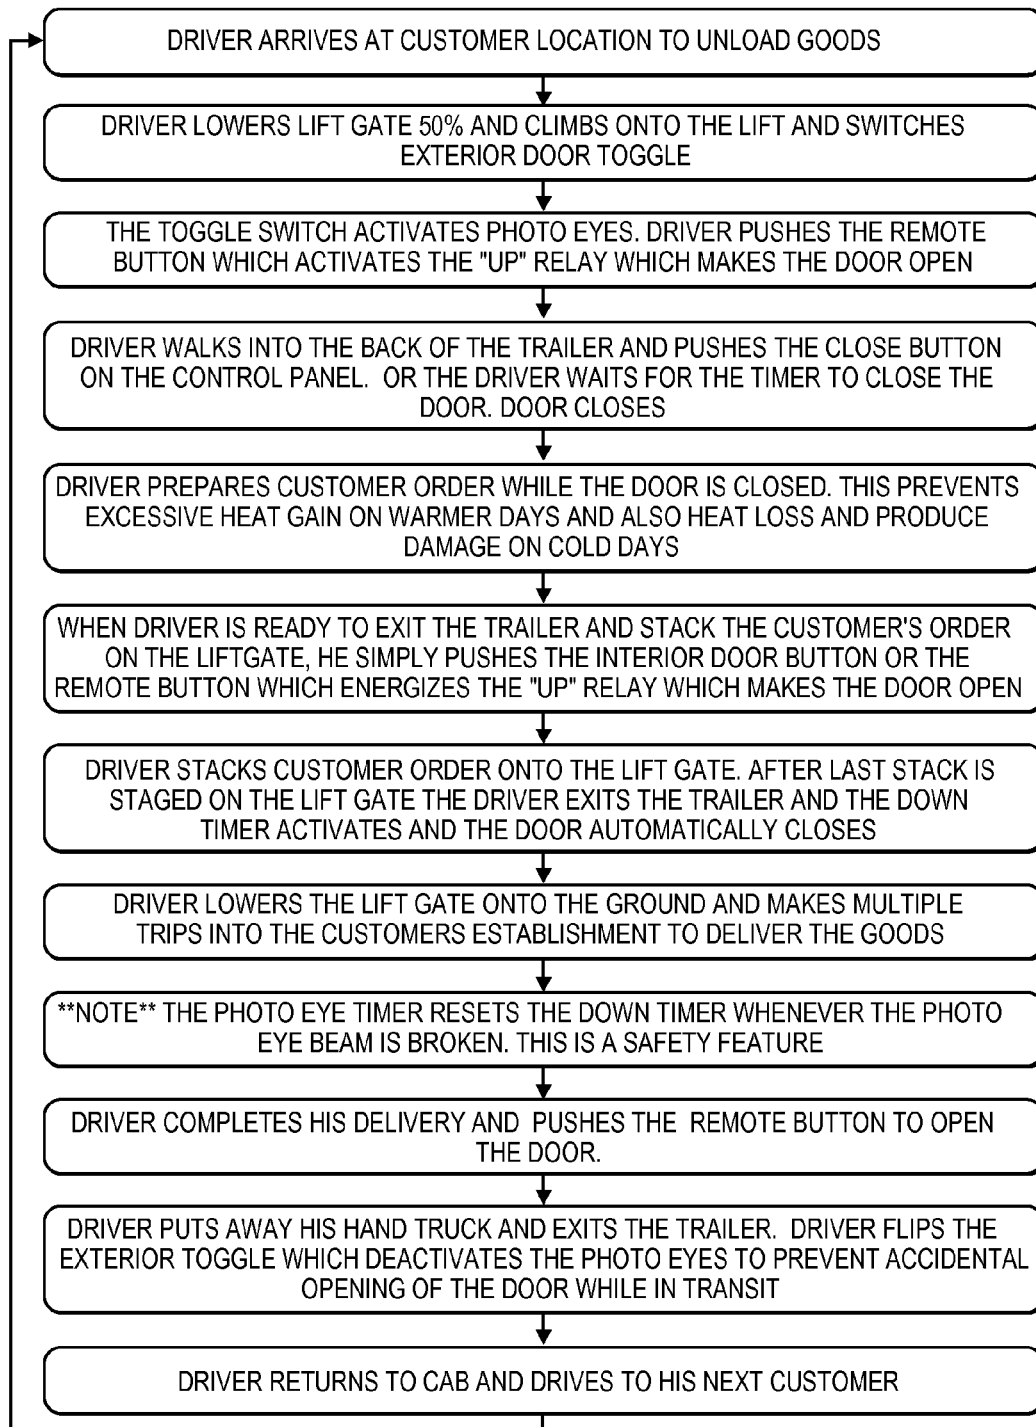 DRIVER ARRIVES AT CUSTOMER LOCATION TO UNLOAD GOODS
DRIVER LOWERS LIFT GATE 50% AND CLIMBS ONTO THE LIFT AND SWITCHES
EXTERIOR DOOR TOGGLE
THE TOGGLE SWITCH ACTIVATES PHOTO EYES. DRIVER PUSHES THE REMOTE
BUTTON WHICH ACTIVATES THE "UP" RELAY WHICH MAKES THE DOOR OPEN
DRIVER WALKS INTO THE BACK OF THE TRAILER AND PUSHES THE CLOSE BUTTON
ON THE CONTROL PANEL. OR THE DRIVER WAITS FOR THE TIMER TO CLOSE THE
DOOR. DOOR CLOSES
DRIVER PREPARES CUSTOMER ORDER WHILE THE DOOR IS CLOSED. THIS PREVENTS
EXCESSIVE HEAT GAIN ON WARMER DAYS AND ALSO HEAT LOSS AND PRODUCE
DAMAGE ON COLD DAYS
WHEN DRIVER IS READY TO EXIT THE TRAILER AND STACK THE CUSTOMER'S ORDER
ON THE LIFTGATE, HE SIMPLY PUSHES THE INTERIOR DOOR BUTTON OR THE
REMOTE BUTTON WHICH ENERGIZES THE "UP" RELAY WHICH MAKES THE DOOR OPEN
DRIVER STACKS CUSTOMER ORDER ONTO THE LIFT GATE. AFTER LAST STACK IS
STAGED ON THE LIFT GATE THE DRIVER EXITS THE TRAILER AND THE DOWN
TIMER ACTIVATES AND THE DOOR AUTOMATICALLY CLOSES
DRIVER LOWERS THE LIFT GATE ONTO THE GROUND AND MAKES MULTIPLE
TRIPS INTO THE CUSTOMERS ESTABLISHMENT TO DELIVER THE GOODS
**NOTE** THE PHOTO EYE TIMER RESETS THE DOWN TIMER WHENEVER THE PHOTO
EYE BEAM IS BROKEN. THIS IS A SAFETY FEATURE
DRIVER COMPLETES HIS DELIVERY AND PUSHES THE REMOTE BUTTON TO OPEN
THE DOOR.
DRIVER PUTS AWAY HIS HAND TRUCK AND EXITS THE TRAILER. DRIVER FLIPS THE
EXTERIOR TOGGLE WHICH DEACTIVATES THE PHOTO EYES TO PREVENT ACCIDENTAL
OPENING OF THE DOOR WHILE IN TRANSIT
DRIVER RETURNS TO CAB AND DRIVES TO HIS NEXT CUSTOMER